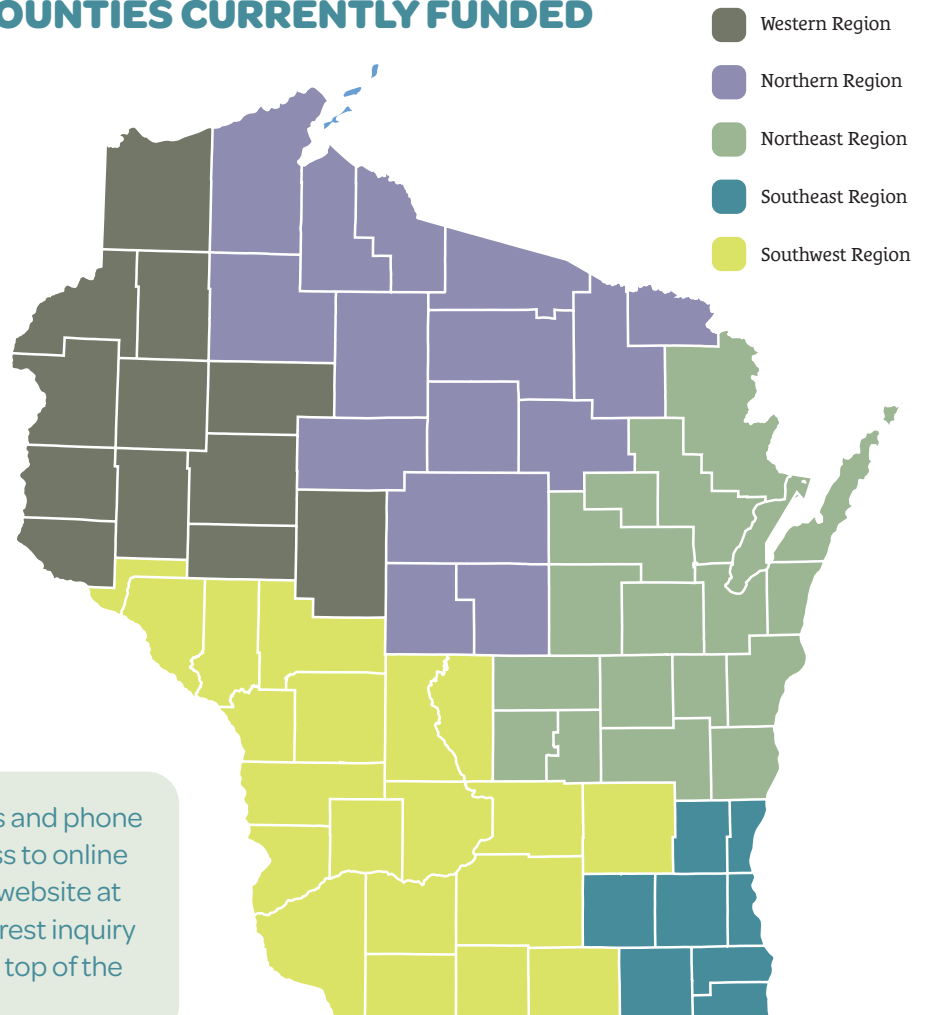 OUNTIES CURRENTLY FUNDED
Western Region
Northern Region
Northeast Region
Southeast Region
Southwest Region
s and phone
ss to online
website at
rest inquiry
top of the